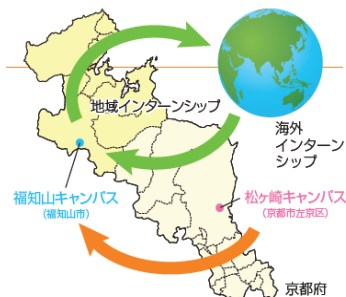 地域インターンシップ
海外
インターン
シップ
福知山キャンパス
(福知山市)
松ヶ崎キャンパス
(京都市左京区)
京都府